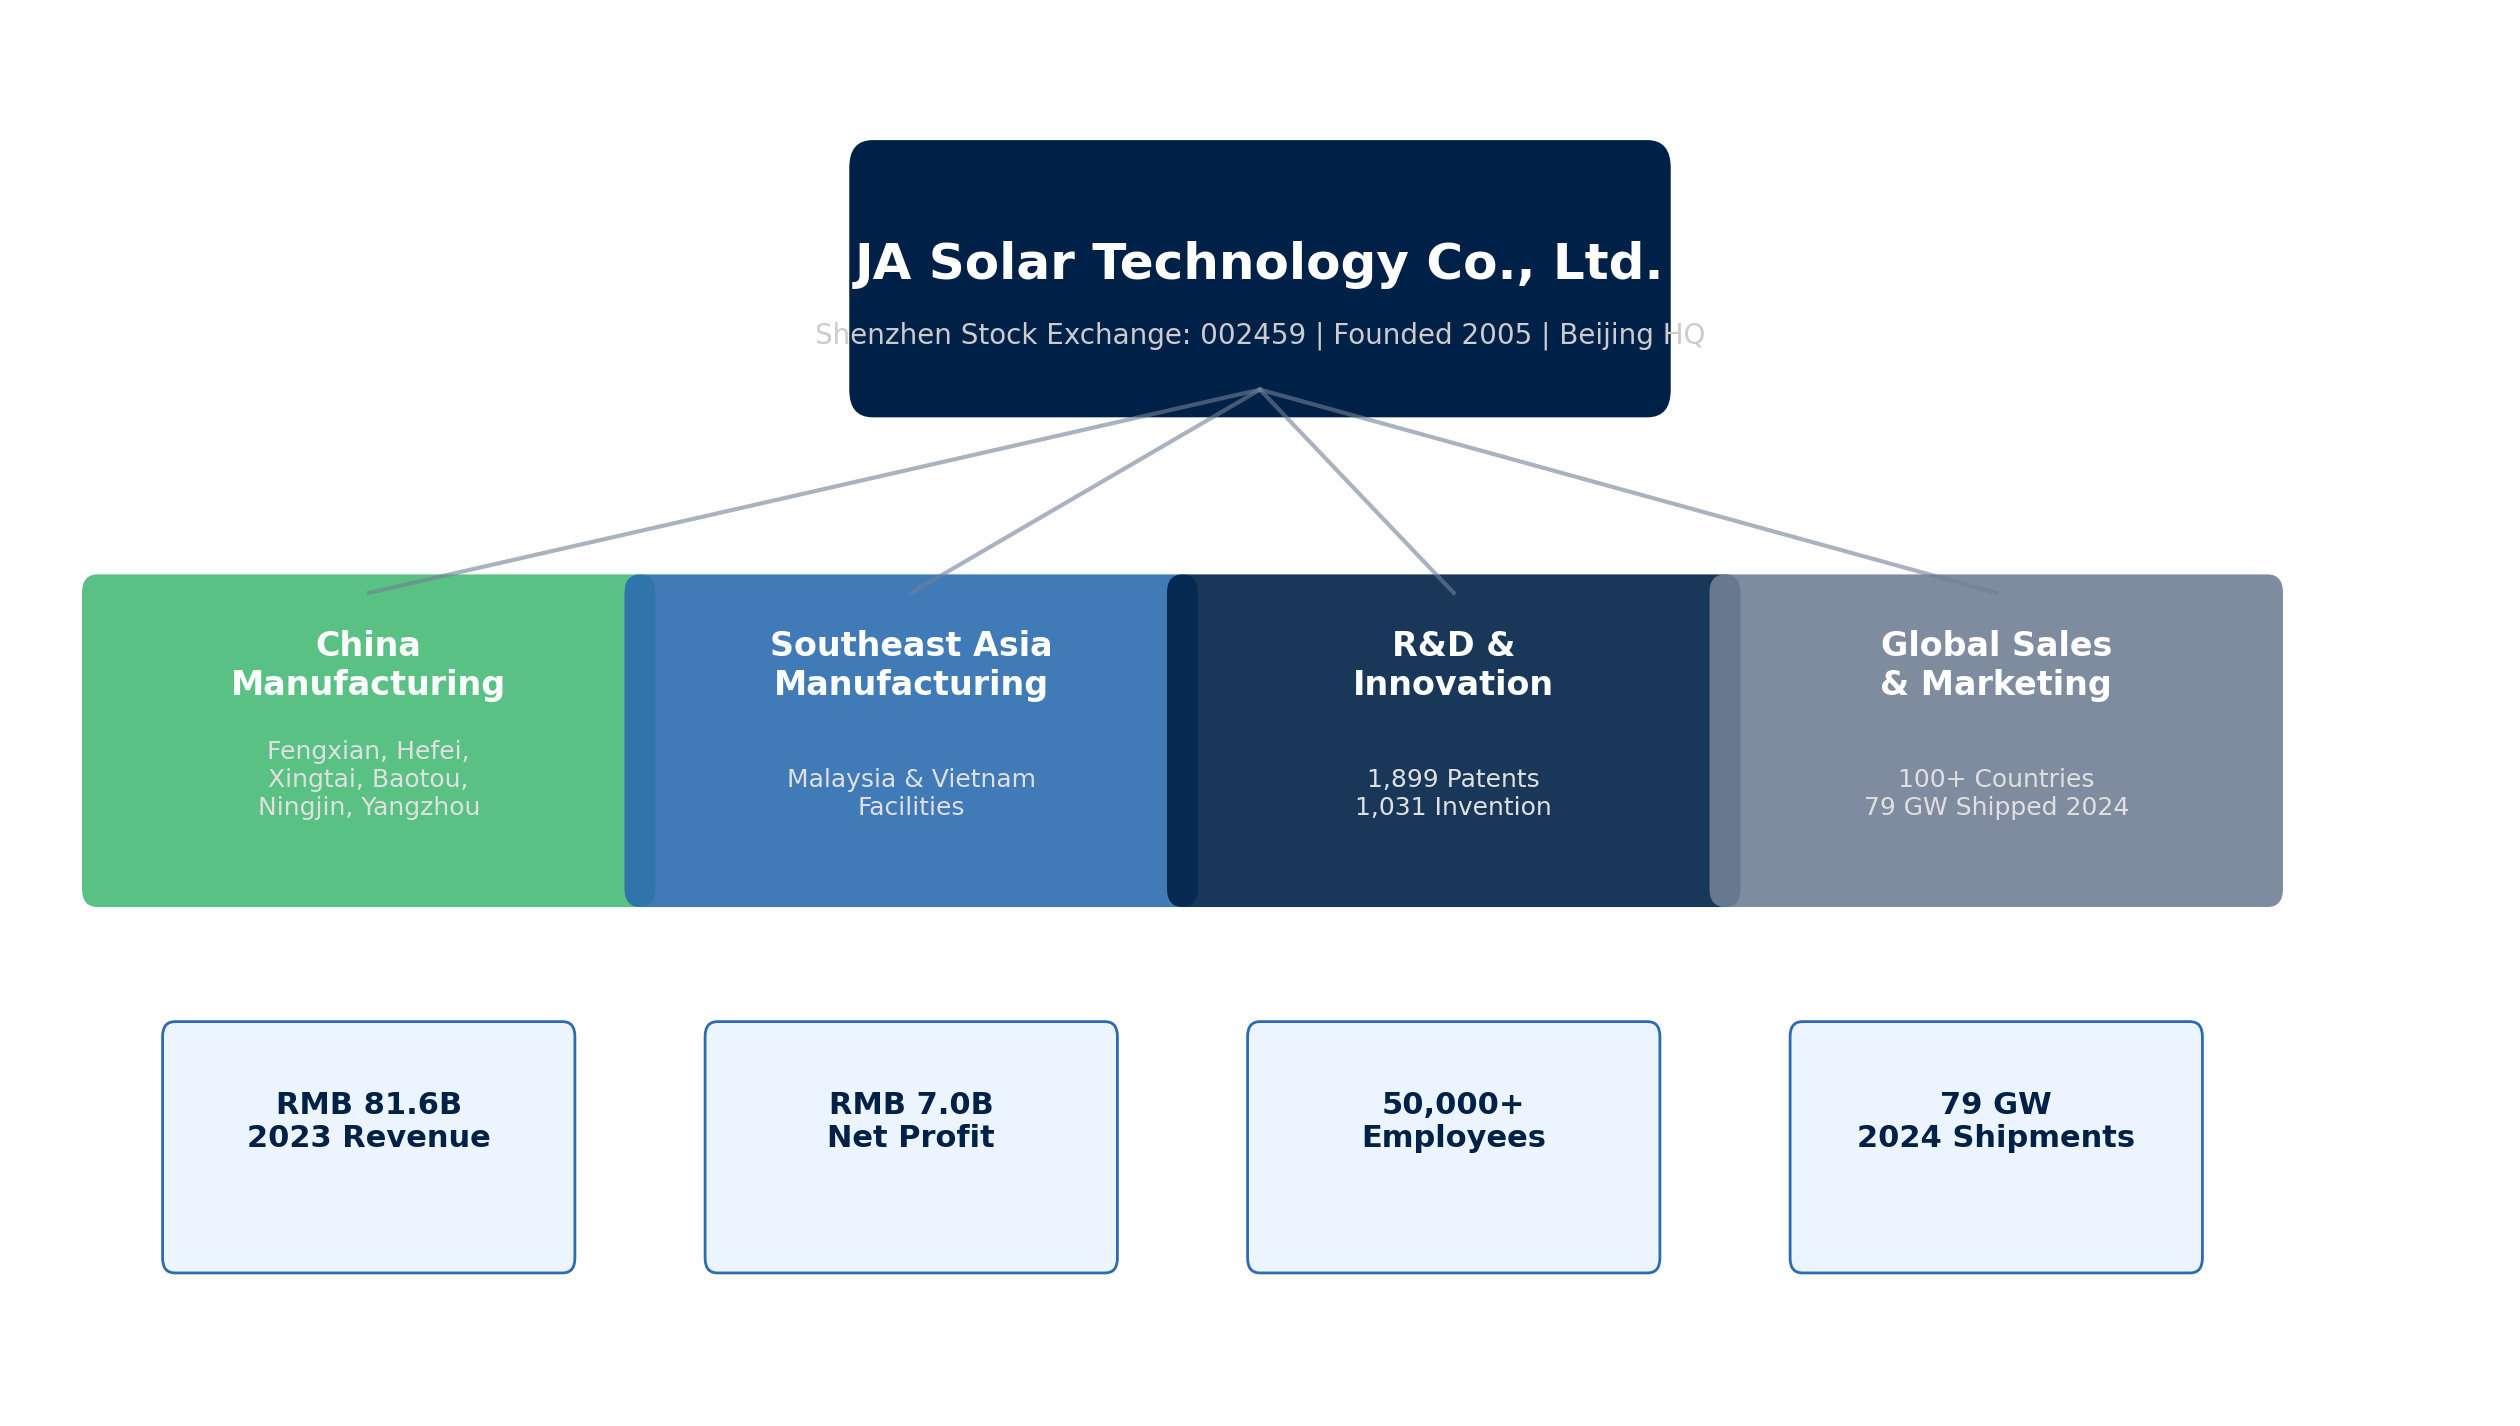 JA Solar Technology Co., Ltd.
Shenzhen Stock Exchange: 002459 | Founded 2005 | Beijing HQ
China
Manufacturing
Fengxian, Hefei,
Xingtai, Baotou,
Ningjin, Yangzhou
Southeast Asia
Manufacturing
Malaysia & Vietnam
Facilities
R&D &
Innovation
1,899 Patents
1,031 Invention
Global Sales
& Marketing
100+ Countries
79 GW Shipped 2024
RMB 81.6B
2023 Revenue
RMB 7.0B
Net Profit
50,000+
Employees
79 GW
2024 Shipments